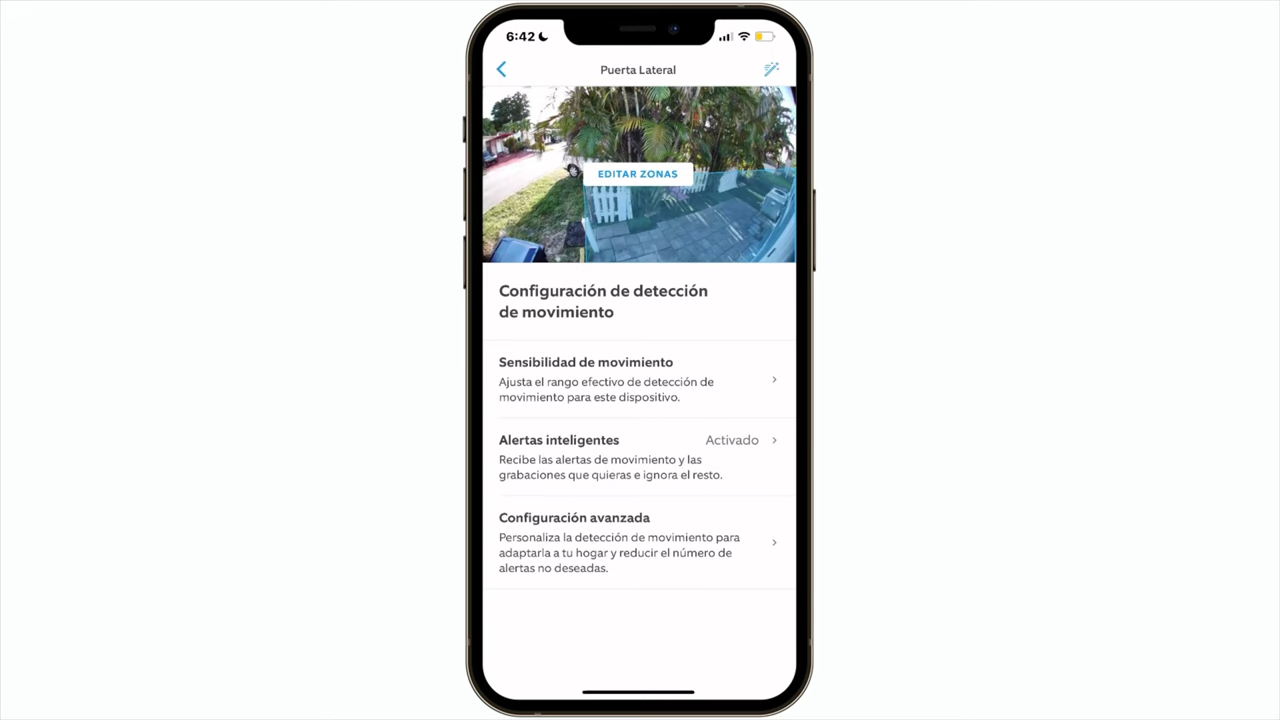 6:42
Puerta Lateral
EDITAR ZONAS
Configuración de detección
de movimiento
Sensibilidad de movimiento
Ajusta el rango efectivo de detección de
movimiento para este dispositivo.
Alertas inteligentes Activado
Recibe las alertas de movimiento y las
grabaciones que quieras e ignora el resto.
Configuración avanzada
Personaliza la detección de movimiento para
adaptarla a tu hogar y reducir el número de
alertas no deseadas.